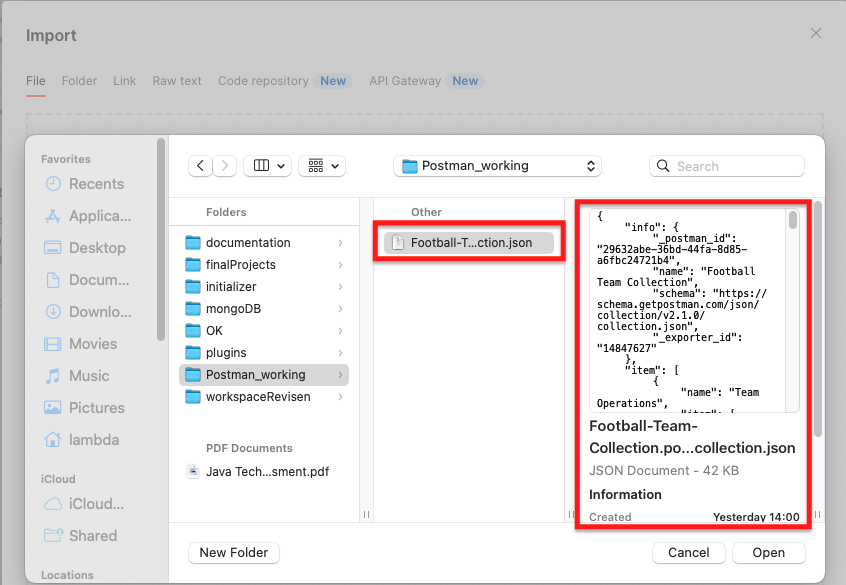 Import
File Folder Link Raw text Code repository New API Gateway New
Favorites
Recents
Applica...
Desktop
Docum...
Downlo...
Movies
Music
Pictures
lambda
iCloud
iCloud...
Shared
Locations
Postman_working
Search
Folders
documentation
finalProjects
initializer
mongoDB
OK
plugins
Postman_working
workspaceRevisen
PDF Documents
Java Tech...sment.pdf
Other
Football-T...ction.json
{
"info": {
"_postman_id":
"29632abe-36bd-44fa-8d85-
a6fbc24721b4",
"name": "Football
Team Collection",
"schema": "https://
schema.getpostman.com/json/
collection/v2.1.0/
collection.json",
"_exporter_id":
"14847627"
},
"item": [
{
"name": "Team
Operations",
"item": [
Football-Team-
Collection.po...collection.json
JSON Document - 42 KB
Information
Created Yesterday 14:00
New Folder Cancel Open